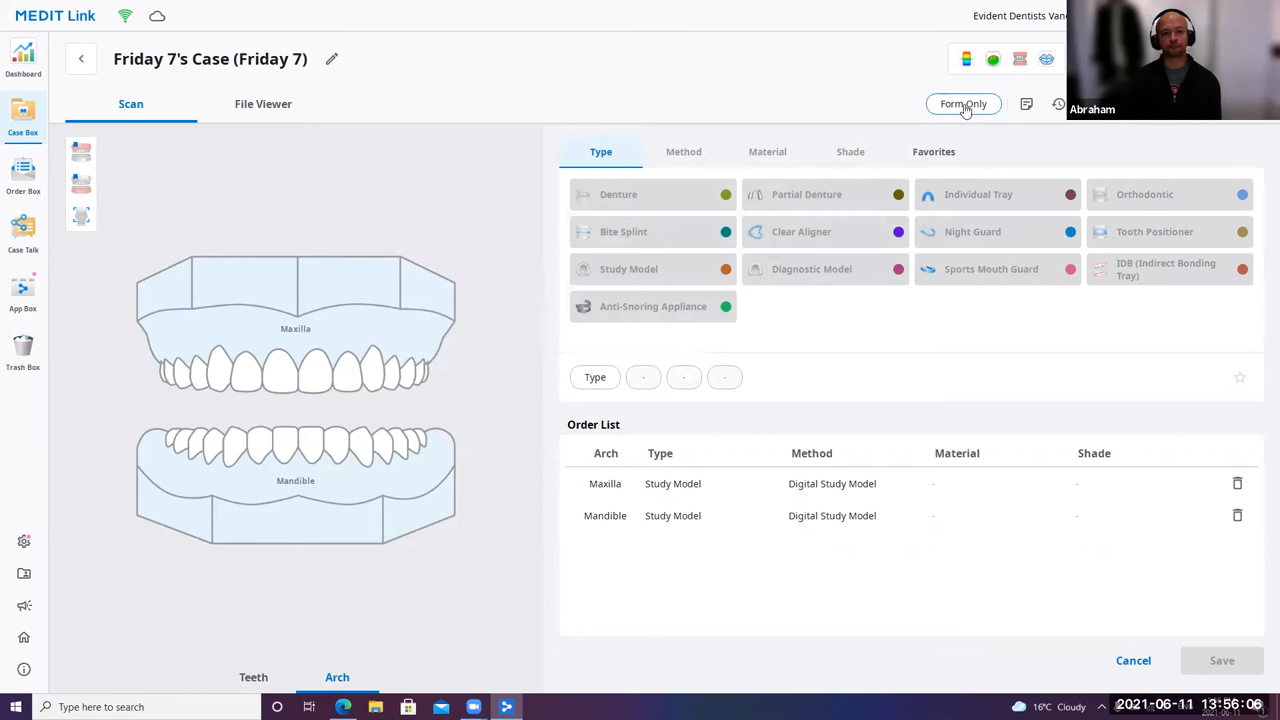 MEDIT Link
Evident Dentists Vanc
Friday 7's Case (Friday 7)
Abraham
Dashboard
Case Box
Order Box
Case Talk
App Box
Trash Box
Scan
File Viewer
Form Only
Maxilla
Mandible
Teeth
Arch
Type
Method
Material
Shade
Favorites
Denture
Partial Denture
Individual Tray
Orthodontic
Bite Splint
Clear Aligner
Night Guard
Tooth Positioner
Study Model
Diagnostic Model
Sports Mouth Guard
IDB (Indirect Bonding
Tray)
Anti-Snoring Appliance
Type - - -
Order List
Arch Type Method Material Shade
Maxilla Study Model Digital Study Model - -
Mandible Study Model Digital Study Model - -
Cancel
Save
Type here to search
16°C Cloudy
2021-06-11 13:56:06